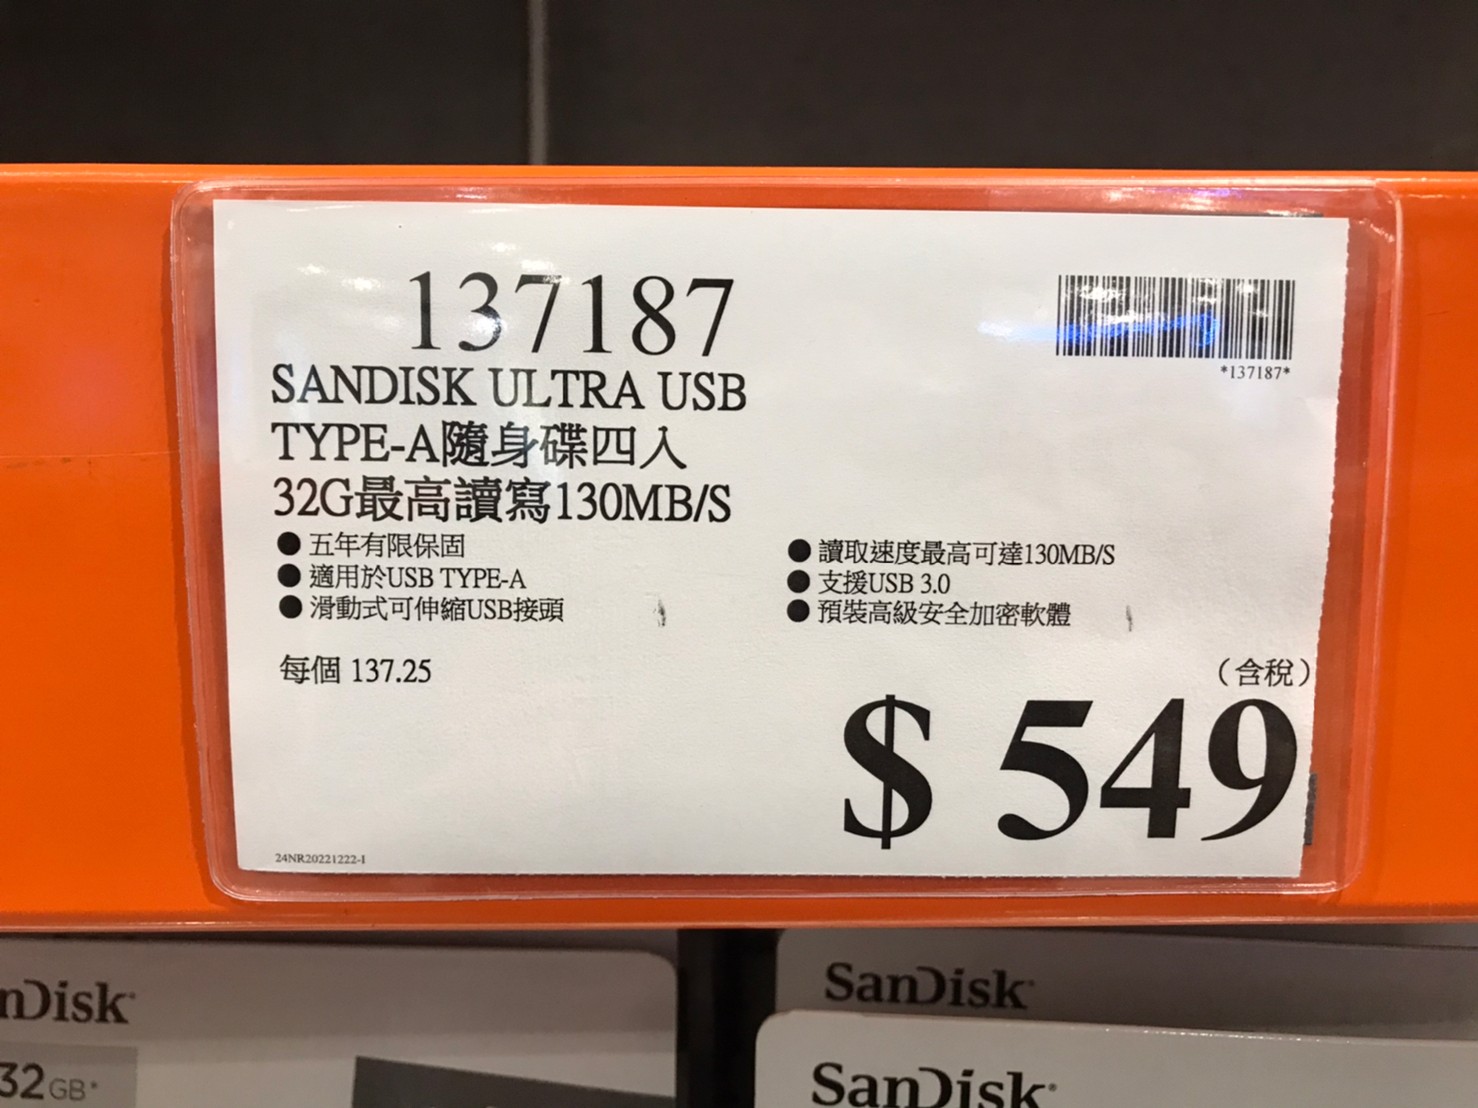 137187
*137187*
SANDISK ULTRA USB
TYPE-A隨身碟四入
32G最高讀寫130MB/S
●五年有限保固
●適用於USB TYPE-A
●滑動式可伸縮USB接頭
●讀取速度最高可達130MB/S
●支援USB 3.0
●預裝高級安全加密軟體
每個 137.25
（含稅）
$ 549
24NR20221222-I
nDisk
32GB*
SanDisk
SanDisk